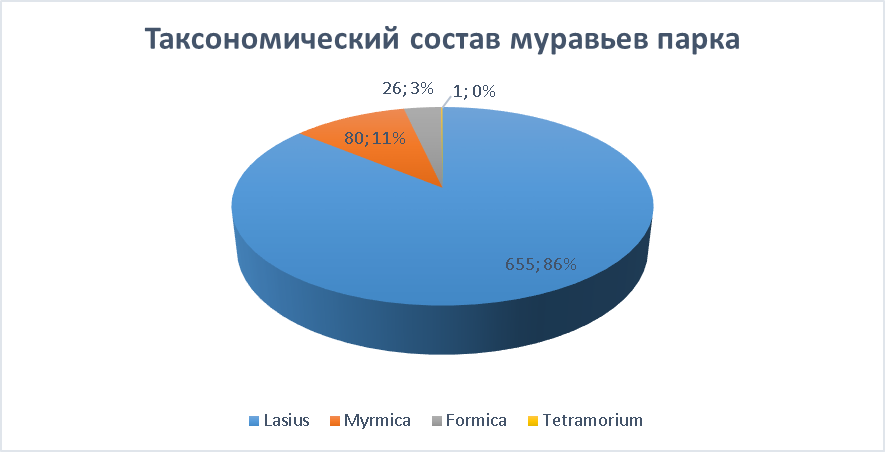 Таксономический состав муравьев парка
26; 3%
1; 0%
80; 11%
655; 86%
Lasius Myrmica Formica Tetramorium